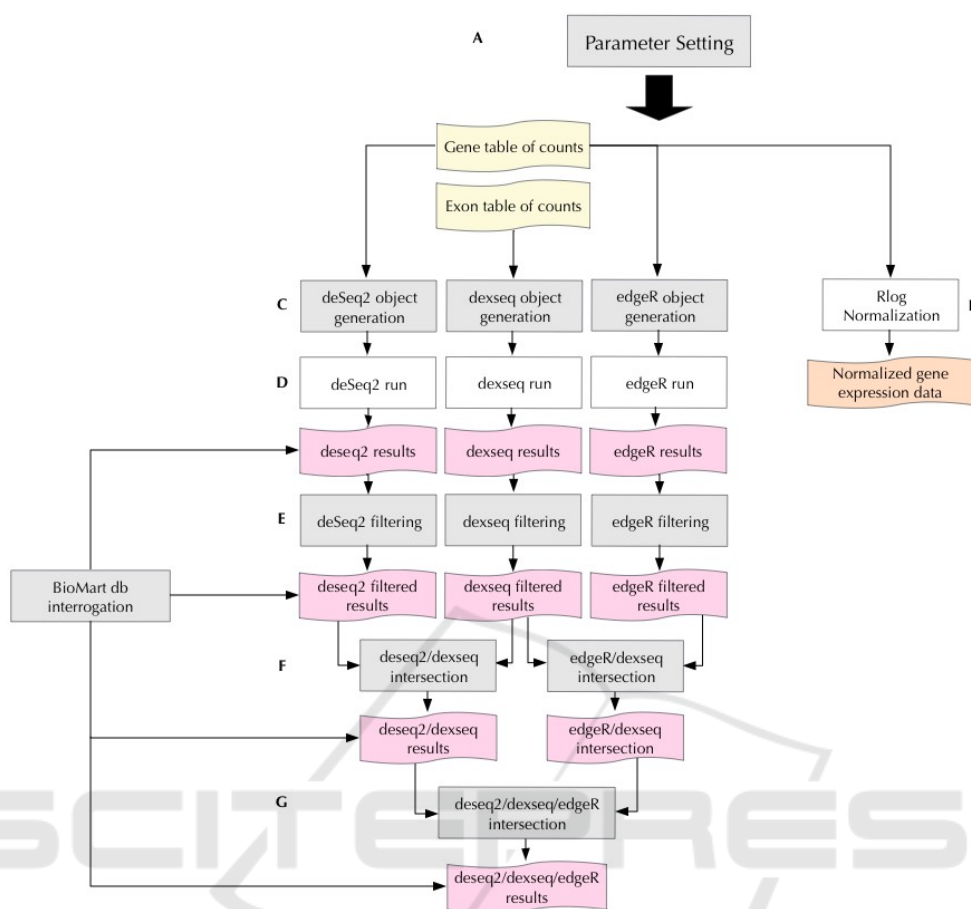 A
Parameter Setting
Gene table of counts
Exon table of counts
C
deSeq2 object
generation
dexseq object
generation
edgeR object
generation
Rlog
Normalization
D
deSeq2 run
dexseq run
edgeR run
Normalized gene
expression data
deseq2 results
dexseq results
edgeR results
E
deSeq2 filtering
dexseq filtering
edgeR filtering
BioMart db
interrogation
deseq2 filtered
results
dexseq filtered
results
edgeR filtered
results
F
deseq2/dexseq
intersection
edgeR/dexseq
intersection
deseq2/dexseq
results
edgeR/dexseq
intersection
G
deseq2/dexseq/edgeR
intersection
deseq2/dexseq/edgeR
results
SCITEPRES